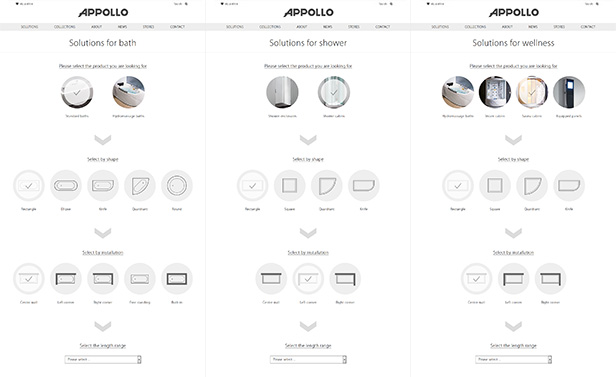 APPOLLO
SOLUTIONS COLLECTIONS ABOUT NEWS STORES CONTACT
Solutions for bath
Please select the product you are looking for
Hydromassage baths
Select by shape
Rectangle Ellipse Knife Quadrant Round
Select by installation
Centre wall Left corner Right corner Free standing Built-in
Select the length range
Please select ...
APPOLLO
SOLUTIONS COLLECTIONS ABOUT NEWS STORES CONTACT
Solutions for shower
Please select the product you are looking for
Shower enclosures Shower cabins
Select by shape
Rectangle Square Quadrant Knife
Select by installation
Centre wall Left corner Right corner
Select the length range
Please select ...
APPOLLO
SOLUTIONS COLLECTIONS ABOUT NEWS STORES CONTACT
Solutions for wellness
Please select the product you are looking for
Hydromassage baths Steam cabins Sauna cabins Equipped panels
Select by shape
Rectangle Square Quadrant Knife
Select by installation
Centre wall Left corner Right corner
Select the length range
Please select ...